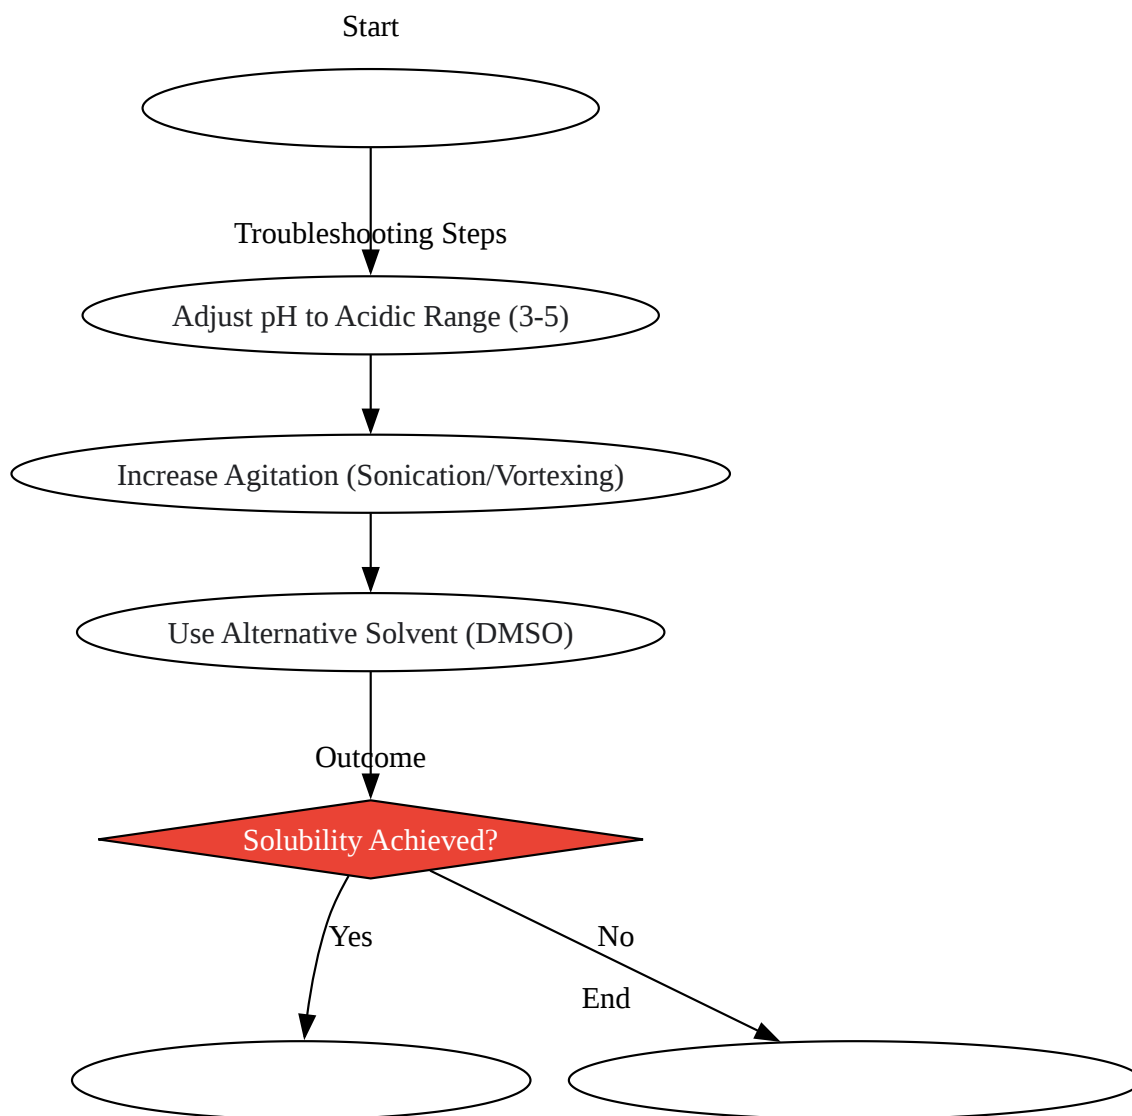 Start
Troubleshooting Steps
Adjust pH to Acidic Range (3-5)
Increase Agitation (Sonication/Vortexing)
Use Alternative Solvent (DMSO)
Outcome
Solubility Achieved?
Yes
No
End